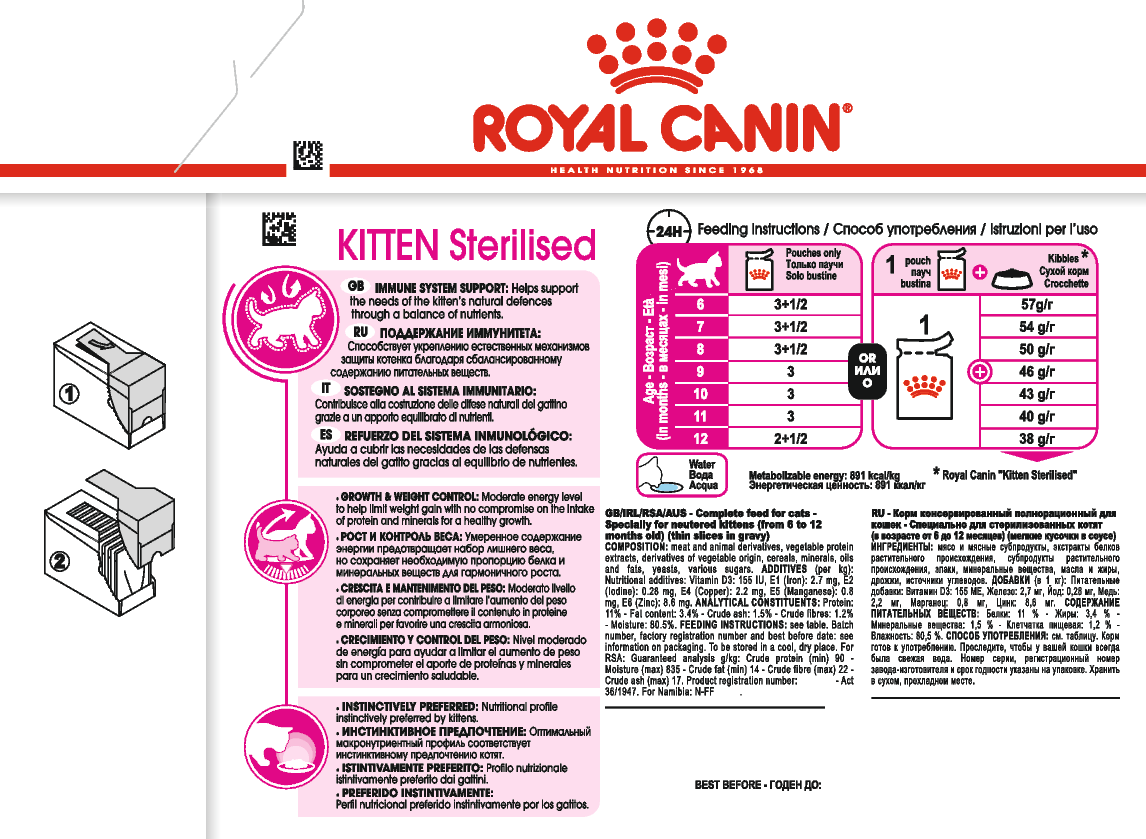 ROYAL CANIN®
HEALTH NUTRITION SINCE 1968
KITTEN Sterilised
GB IMMUNE SYSTEM SUPPORT: Helps support
the needs of the kitten's natural defences
through a balance of nutrients.
RU ПОДДЕРЖАНИЕ ИММУНИТЕТА:
Способствует укреплению естественных механизмов
защиты котенка благодаря сбалансированному
содержанию питательных веществ.
IT SOSTEGNO AL SISTEMA IMMUNITARIO:
Contribuisce alla costruzione delle difese naturali del gattino
grazie a un apporto equilibrato di nutrienti.
ES REFUERZO DEL SISTEMA INMUNOLÓGICO:
Ayuda a cubrir las necesidades de las defensas
naturales del gatito gracias al equilibrio de nutrientes.
. GROWTH & WEIGHT CONTROL: Moderate energy level
to help limit weight gain with no compromise on the intake
of protein and minerals for a healthy growth.
. РОСТ И КОНТРОЛЬ ВЕСА: Умеренное содержание
энергии предотвращает набор лишнего веса,
но сохраняет необходимую пропорцию белка и
минеральных веществ для гармоничного роста.
. CRESCITA E MANTENIMENTO DEL PESO: Moderato livello
di energia per contribuire a limitare l'aumento del peso
corporeo senza compromettere il contenuto in proteine
e minerali per favorire una crescita armoniosa.
. CRECIMIENTO Y CONTROL DEL PESO: Nivel moderado
de energía para ayudar a limitar el aumento de peso
sin comprometer el aporte de proteínas y minerales
para un crecimiento saludable.
. INSTINCTIVELY PREFERRED: Nutritional profile
instinctively preferred by kittens.
. ИНСТИНКТИВНОЕ ПРЕДПОЧТЕНИЕ: Оптимальный
макронутриентный профиль соответствует
инстинктивному предпочтению котят.
. ISTINTIVAMENTE PREFERITO: Profilo nutrizionale
istintivamente preferito dai gattini.
. PREFERIDO INSTINTIVAMENTE:
Perfil nutricional preferido instintivamente por los gatitos.
1
2
24H Feeding instructions / Способ употребления / Istruzioni per l'uso
Age - Возраст - Età
(in months - в месяцах - in mesi)
Pouches only
Только паучи
Solo bustine
1 pouch
пауч
bustina
+
Kibbles *
Сухой корм
Crocchette
6 3+1/2 57g/r
7 3+1/2 54 g/r
8 3+1/2 50 g/r
9 3 46 g/r
10 3 43 g/r
11 3 40 g/r
12 2+1/2 38 g/r
OR
ИЛИ
O
1
+
Water
Вода
Acqua
Metabolizable energy: 891 kcal/kg
Энергетическая ценность: 891 ккал/кг
* Royal Canin "Kitten Sterilised"
GB/IRL/RSA/AUS - Complete feed for cats -
Specially for neutered kittens (from 6 to 12
months old) (thin slices in gravy)
COMPOSITION: meat and animal derivatives, vegetable protein
extracts, derivatives of vegetable origin, cereals, minerals, oils
and fats, yeasts, various sugars. ADDITIVES (per kg):
Nutritional additives: Vitamin D3: 155 IU, E1 (Iron): 2.7 mg, E2
(Iodine): 0.28 mg, E4 (Copper): 2.2 mg, E5 (Manganese): 0.8
mg, E6 (Zinc): 8.6 mg. ANALYTICAL CONSTITUENTS: Protein:
11% - Fat content: 3.4% - Crude ash: 1.5% - Crude fibres: 1.2%
- Moisture: 80.5%. FEEDING INSTRUCTIONS: see table. Batch
number, factory registration number and best before date: see
information on packaging. To be stored in a cool, dry place. For
RSA: Guaranteed analysis g/kg: Crude protein (min) 90 -
Moisture (max) 835 - Crude fat (min) 14 - Crude fibre (max) 22 -
Crude ash (max) 17. Product registration number: - Act
36/1947. For Namibia: N-FF .
RU - Корм консервированный полнорационный для
кошек - Специально для стерилизованных котят
(в возрасте от 6 до 12 месяцев) (мелкие кусочки в соусе)
ИНГРЕДИЕНТЫ: мясо и мясные субпродукты, экстракты белков
растительного происхождения, субпродукты растительного
происхождения, злаки, минеральные вещества, масла и жиры,
дрожжи, источники углеводов. ДОБАВКИ (в 1 кг): Питательные
добавки: Витамин D3: 155 ME, Железо: 2,7 мг, Йод: 0,28 мг, Медь:
2,2 мг, Марганец: 0,8 мг, Цинк: 8,6 мг. СОДЕРЖАНИЕ
ПИТАТЕЛЬНЫХ ВЕЩЕСТВ: Белки: 11 % - Жиры: 3,4 % -
Минеральные вещества: 1,5 % - Клетчатка пищевая: 1,2 % -
Влажность: 80,5 %. СПОСОБ УПОТРЕБЛЕНИЯ: см. таблицу. Корм
готов к употреблению. Проследите, чтобы у вашей кошки всегда
была свежая вода. Номер серии, регистрационный номер
завода-изготовителя и срок годности указаны на упаковке. Хранить
в сухом, прохладном месте.
BEST BEFORE - ГОДЕН ДО: